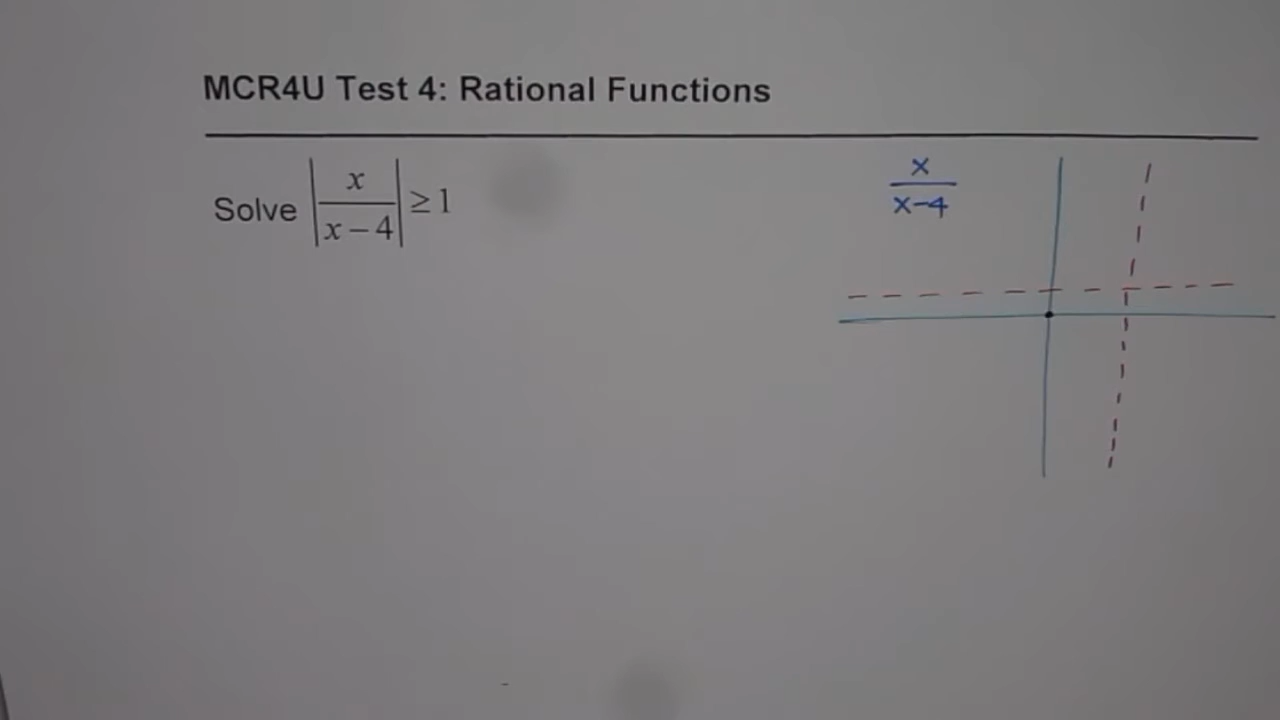 MCR4U Test 4: Rational Functions
Solve |x/(x − 4)| ≥ 1
x
x−4